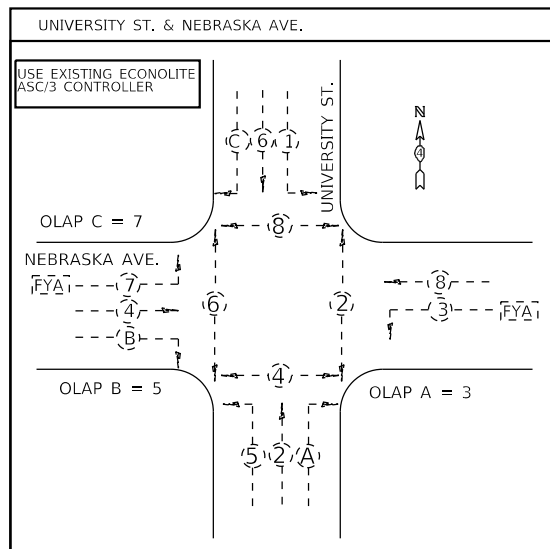 UNIVERSITY ST. & NEBRASKA AVE.
USE EXISTING ECONOLITE
ASC/3 CONTROLLER
UNIVERSITY ST.
N
4
C
6
1
8
OLAP C = 7
NEBRASKA AVE.
FYA
7
4
B
6
2
8
3
FYA
4
OLAP B = 5
OLAP A = 3
5
2
A